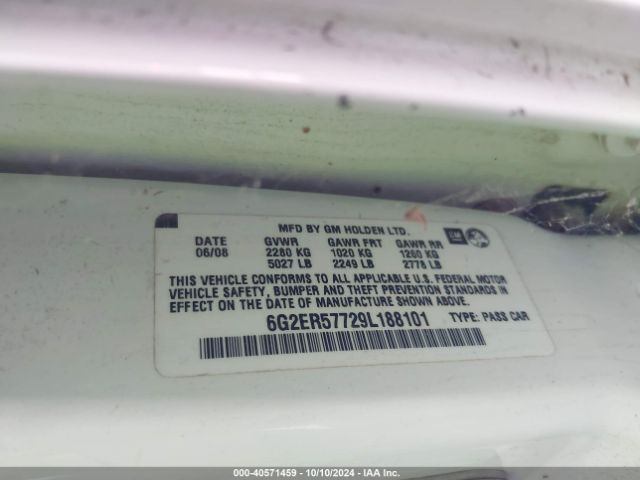 MFD BY GM HOLDEN LTD.
DATE GVWR GAWR FRT GAWR RR GM
06/08 2280 KG 1020 KG 1260 KG
5027 LB 2249 LB 2778 LB
THIS VEHICLE CONFORMS TO ALL APPLICABLE U.S. FEDERAL MOTOR
VEHICLE SAFETY, BUMPER AND THEFT PREVENTION STANDARDS IN
EFFECT ON THE DATE OF MANUFACTURE SHOWN ABOVE.
6G2ER57729L188101 TYPE: PASS CAR
000-40571459 - 10/10/2024 - IAA Inc.